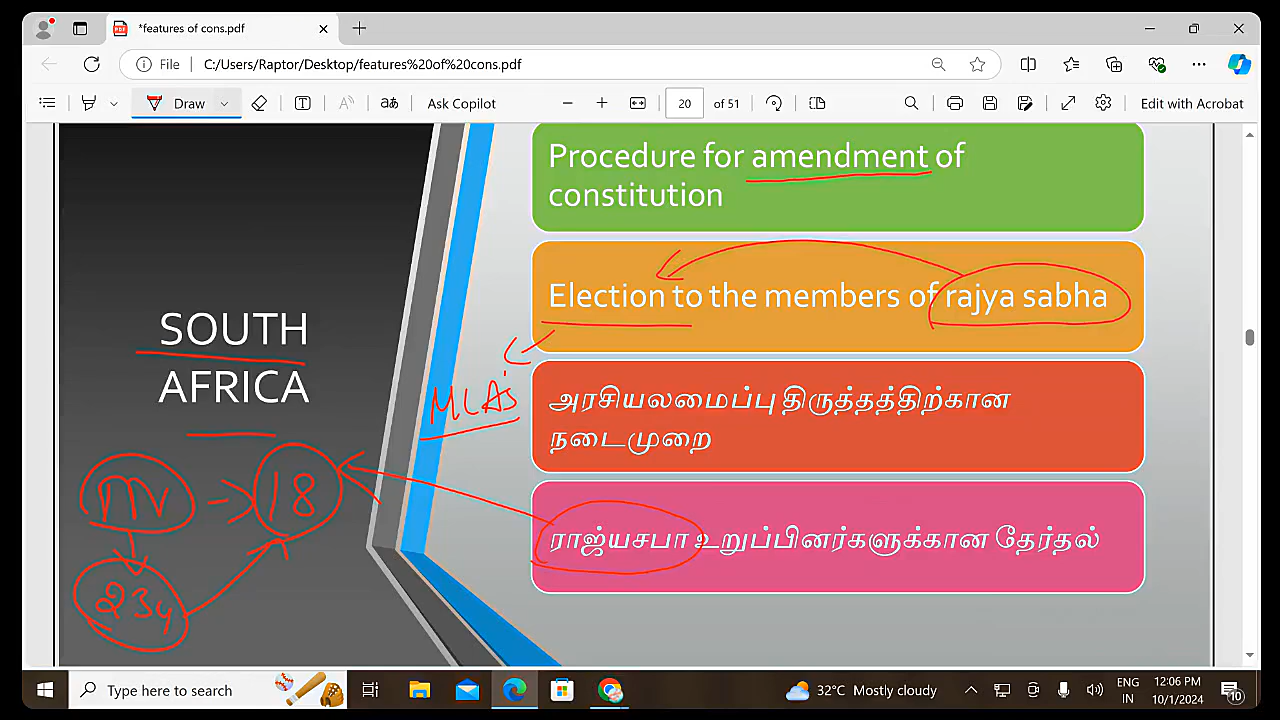 *features of cons.pdf
File
C:/Users/Raptor/Desktop/features%20of%20cons.pdf
Draw
Ask Copilot
20
of 51
Edit with Acrobat
Procedure for amendment of
constitution
Election to the members of rajya sabha
SOUTH
AFRICA
MLAs
அரசியலமைப்பு திருத்தத்திற்கான
நடைமுறை
18
234
ராஜ்யசபா உறுப்பினர்களுக்கான தேர்தல்
Type here to search
32°C Mostly cloudy
ENG
IN
12:06 PM
10/1/2024
10